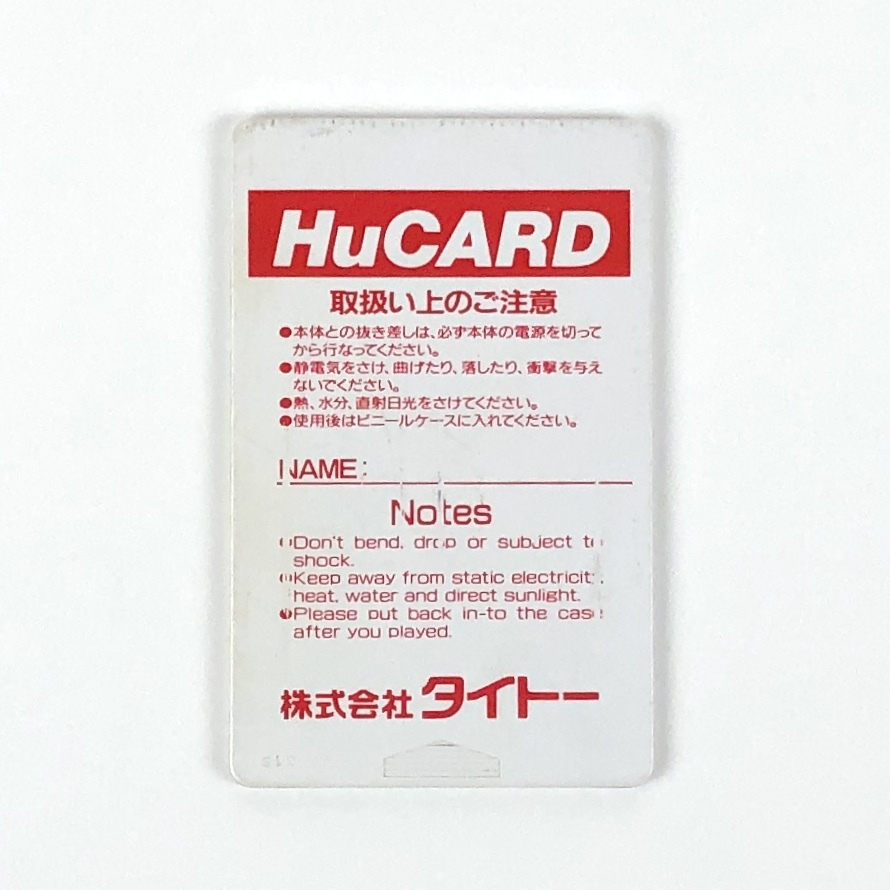 HuCARD
取扱い上のご注意
●本体との抜き差しは、必ず本体の電源を切って
から行なってください。
●静電気をさけ、曲げたり、落したり、衝撃を与え
ないでください。
●熱、水分、直射日光をさけてください。
●使用後はビニールケースに入れてください。
NAME:
Notes
●Don't bend, drop or subject to
shock.
●Keep away from static electricity,
heat, water and direct sunlight.
●Please put back in-to the case
after you played.
株式会社タイトー